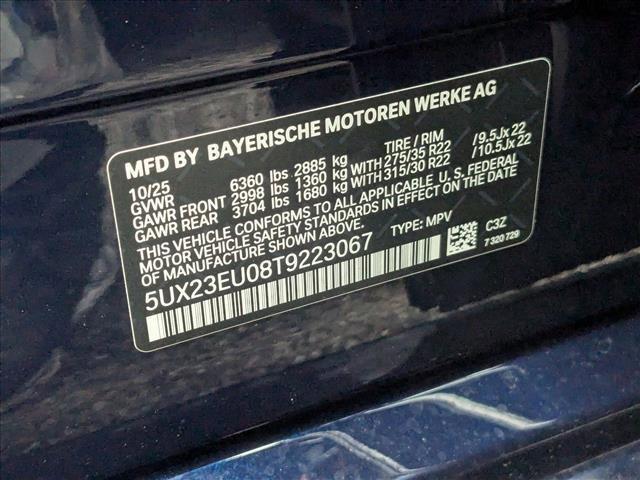 MFD BY BAYERISCHE MOTOREN WERKE AG
10/25 TIRE / RIM
GVWR 6360 lbs 2885 kg
GAWR FRONT 2998 lbs 1360 kg WITH 275/35 R22 /9.5Jx22
GAWR REAR 3704 lbs 1680 kg WITH 315/30 R22 /10.5Jx22
THIS VEHICLE CONFORMS TO ALL APPLICABLE U.S. FEDERAL
MOTOR VEHICLE SAFETY STANDARDS IN EFFECT ON THE DATE
OF MANUFACTURE SHOWN ABOVE.
5UX23EU08T9223067 TYPE: MPV C3Z
7 320 729